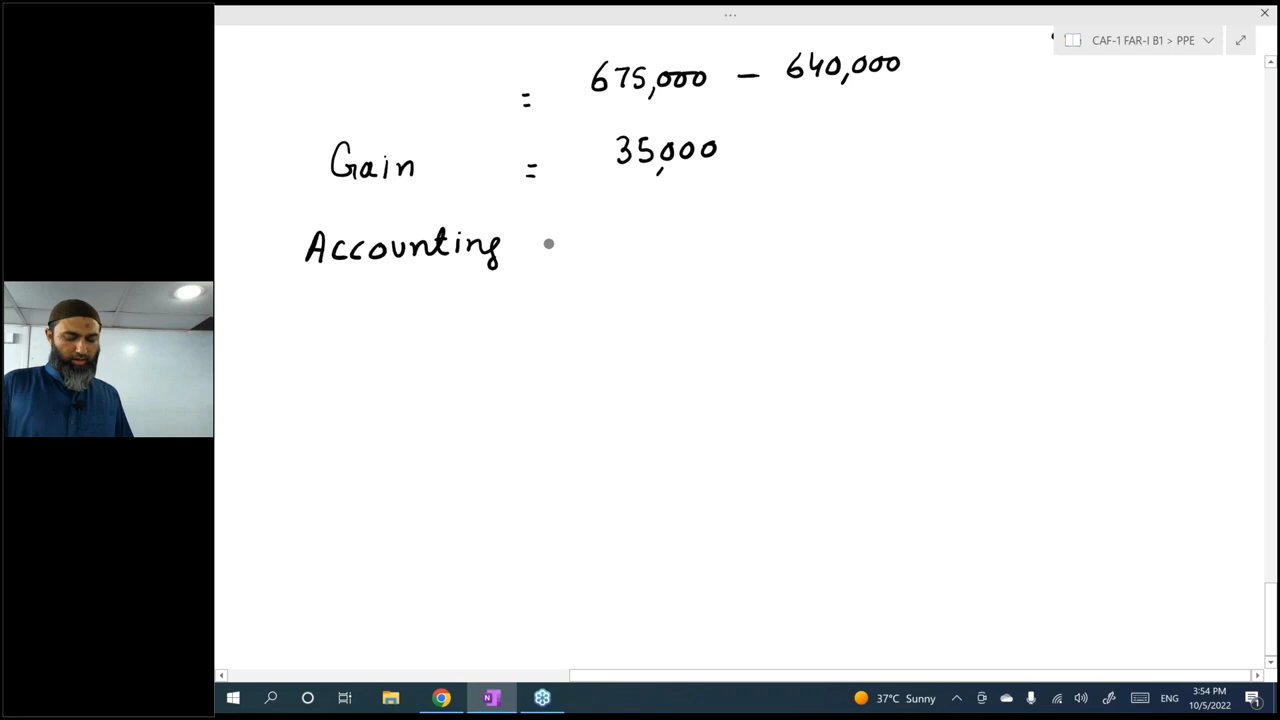 CAF-1 FAR-I B1 > PPE
= 675,000 - 640,000
Gain = 35,000
Accounting
37°C Sunny
ENG
3:54 PM
10/5/2022
1